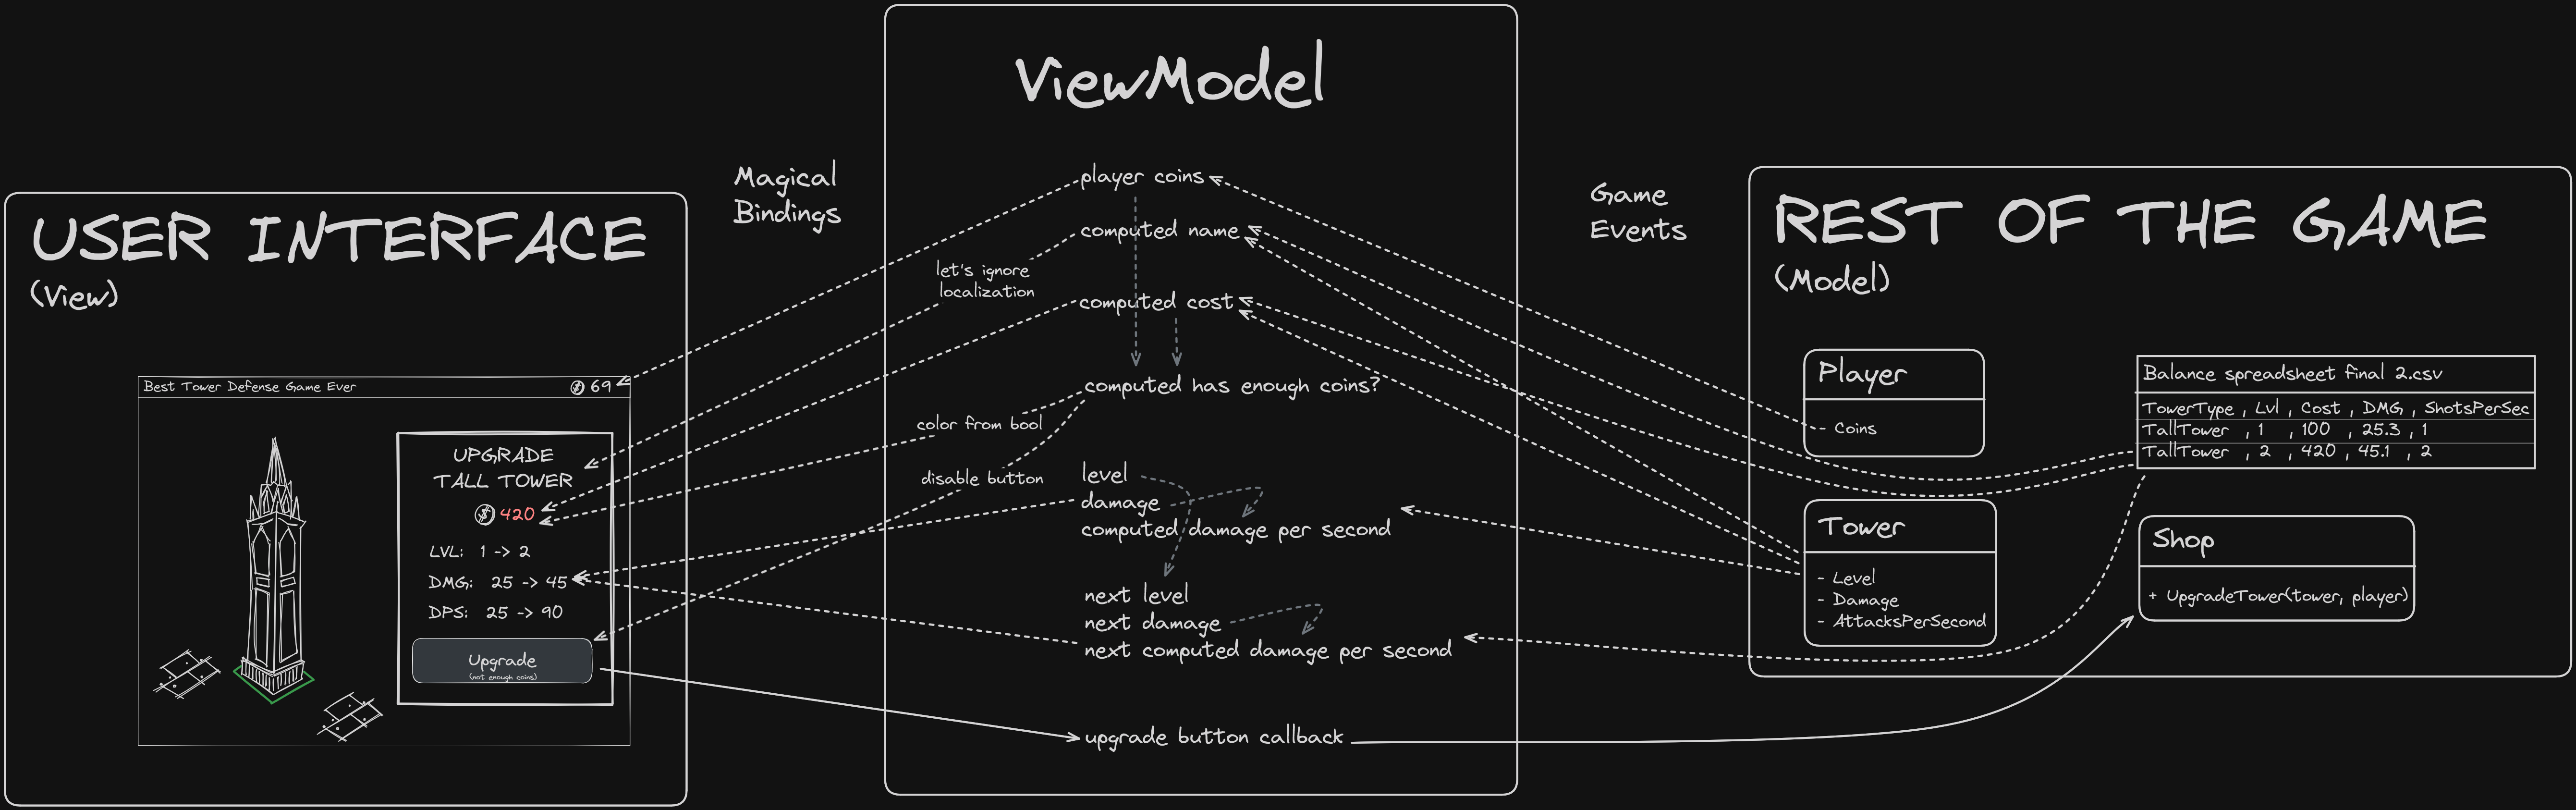 USER INTERFACE
(View)
Best Tower Defense Game Ever
$ 69
UPGRADE
TALL TOWER
$ 420
LVL: 1 -> 2
DMG: 25 -> 45
DPS: 25 -> 90
Upgrade
(not enough coins)
Magical
Bindings
ViewModel
player coins
computed name
let's ignore
localization
computed cost
computed has enough coins?
color from bool
disable button
level
damage
computed damage per second
next level
next damage
next computed damage per second
upgrade button callback
Game
Events
REST OF THE GAME
(Model)
Player
- Coins
Tower
- Level
- Damage
- AttacksPerSecond
Balance spreadsheet final 2.csv
TowerType , Lvl , Cost , DMG , ShotsPerSec
TallTower , 1 , 100 , 25.3 , 1
TallTower , 2 , 420 , 45.1 , 2
Shop
+ UpgradeTower(tower, player)